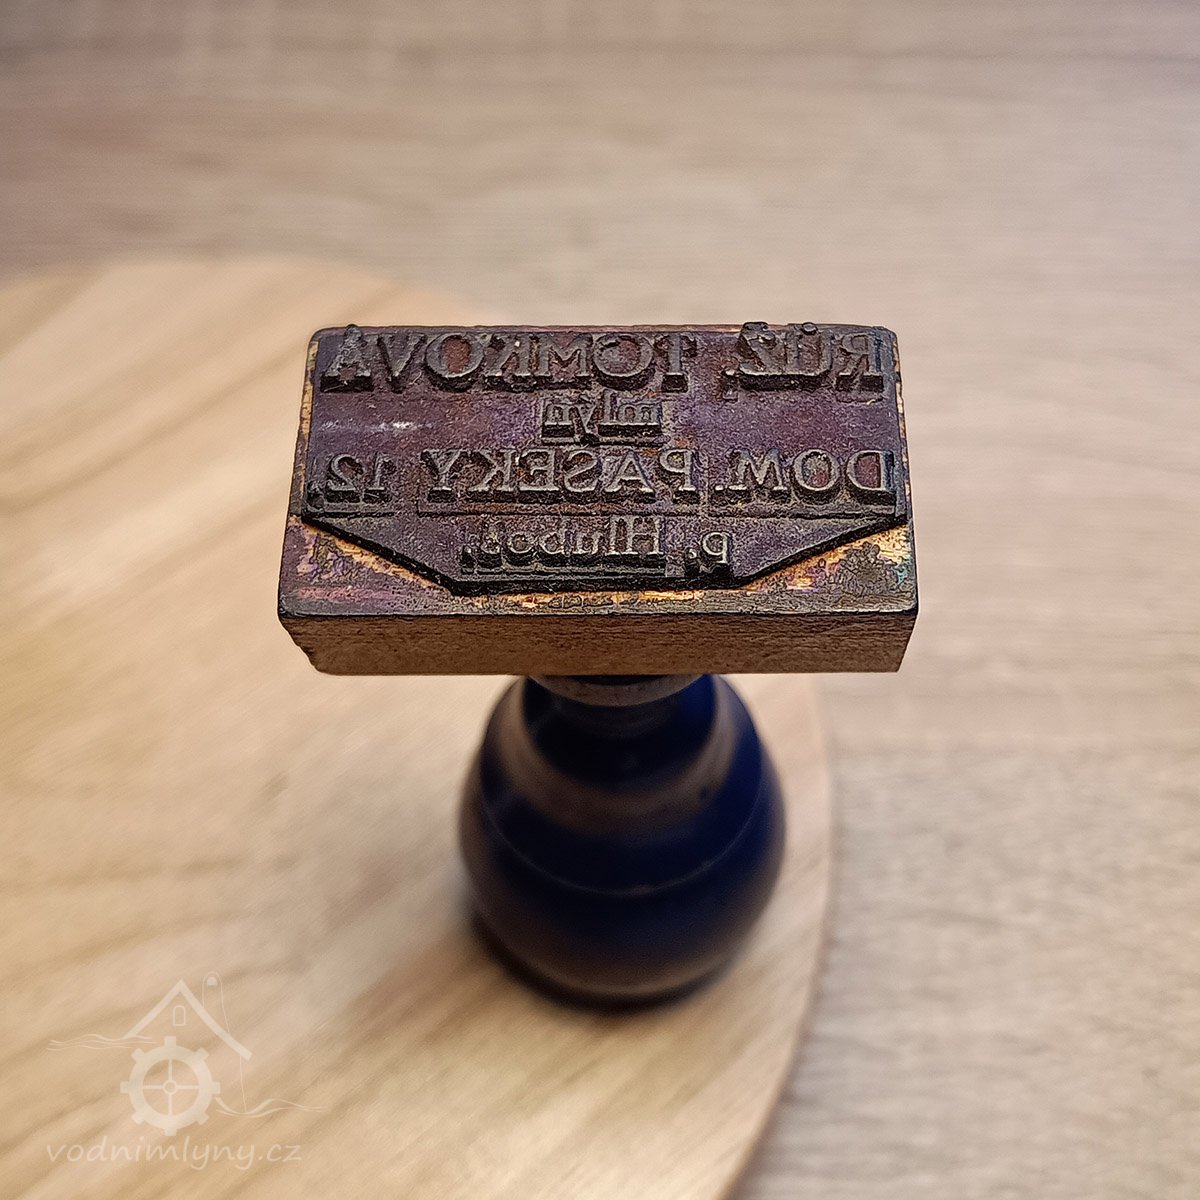 RŮŽ. TOMKOVÁ
mlýn
DOM. PASEKY 12.
p. Hluboš.
vodnimlyny.cz